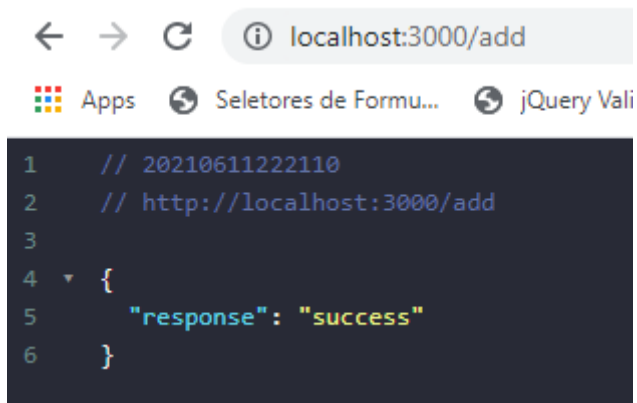 localhost:3000/add
Apps Seletores de Formu... jQuery Vali
1 // 20210611222110
2 // http://localhost:3000/add
3
4 {
5 "response": "success"
6 }